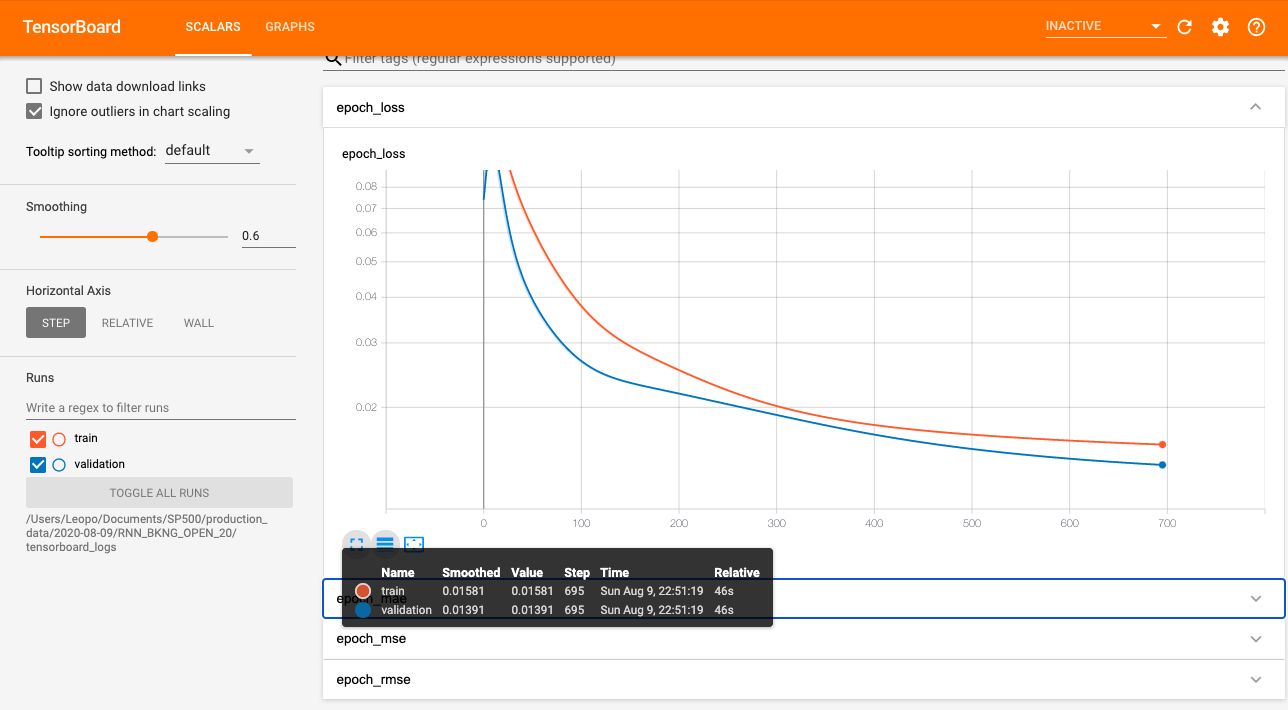 TensorBoard SCALARS GRAPHS INACTIVE
Filter tags (regular expressions supported)
Show data download links
Ignore outliers in chart scaling
Tooltip sorting method: default
Smoothing
0.6
Horizontal Axis
STEP RELATIVE WALL
Runs
Write a regex to filter runs
train
validation
TOGGLE ALL RUNS
/Users/Leopo/Documents/SP500/production_
data/2020-08-09/RNN_BKNG_OPEN_20/
tensorboard_logs
epoch_loss
epoch_loss
0.08
0.07
0.06
0.05
0.04
0.03
0.02
0 100 200 300 400 500 600 700
Name Smoothed Value Step Time Relative
train 0.01581 0.01581 695 Sun Aug 9, 22:51:19 46s
validation 0.01391 0.01391 695 Sun Aug 9, 22:51:19 46s
epoch_mae
epoch_mse
epoch_rmse